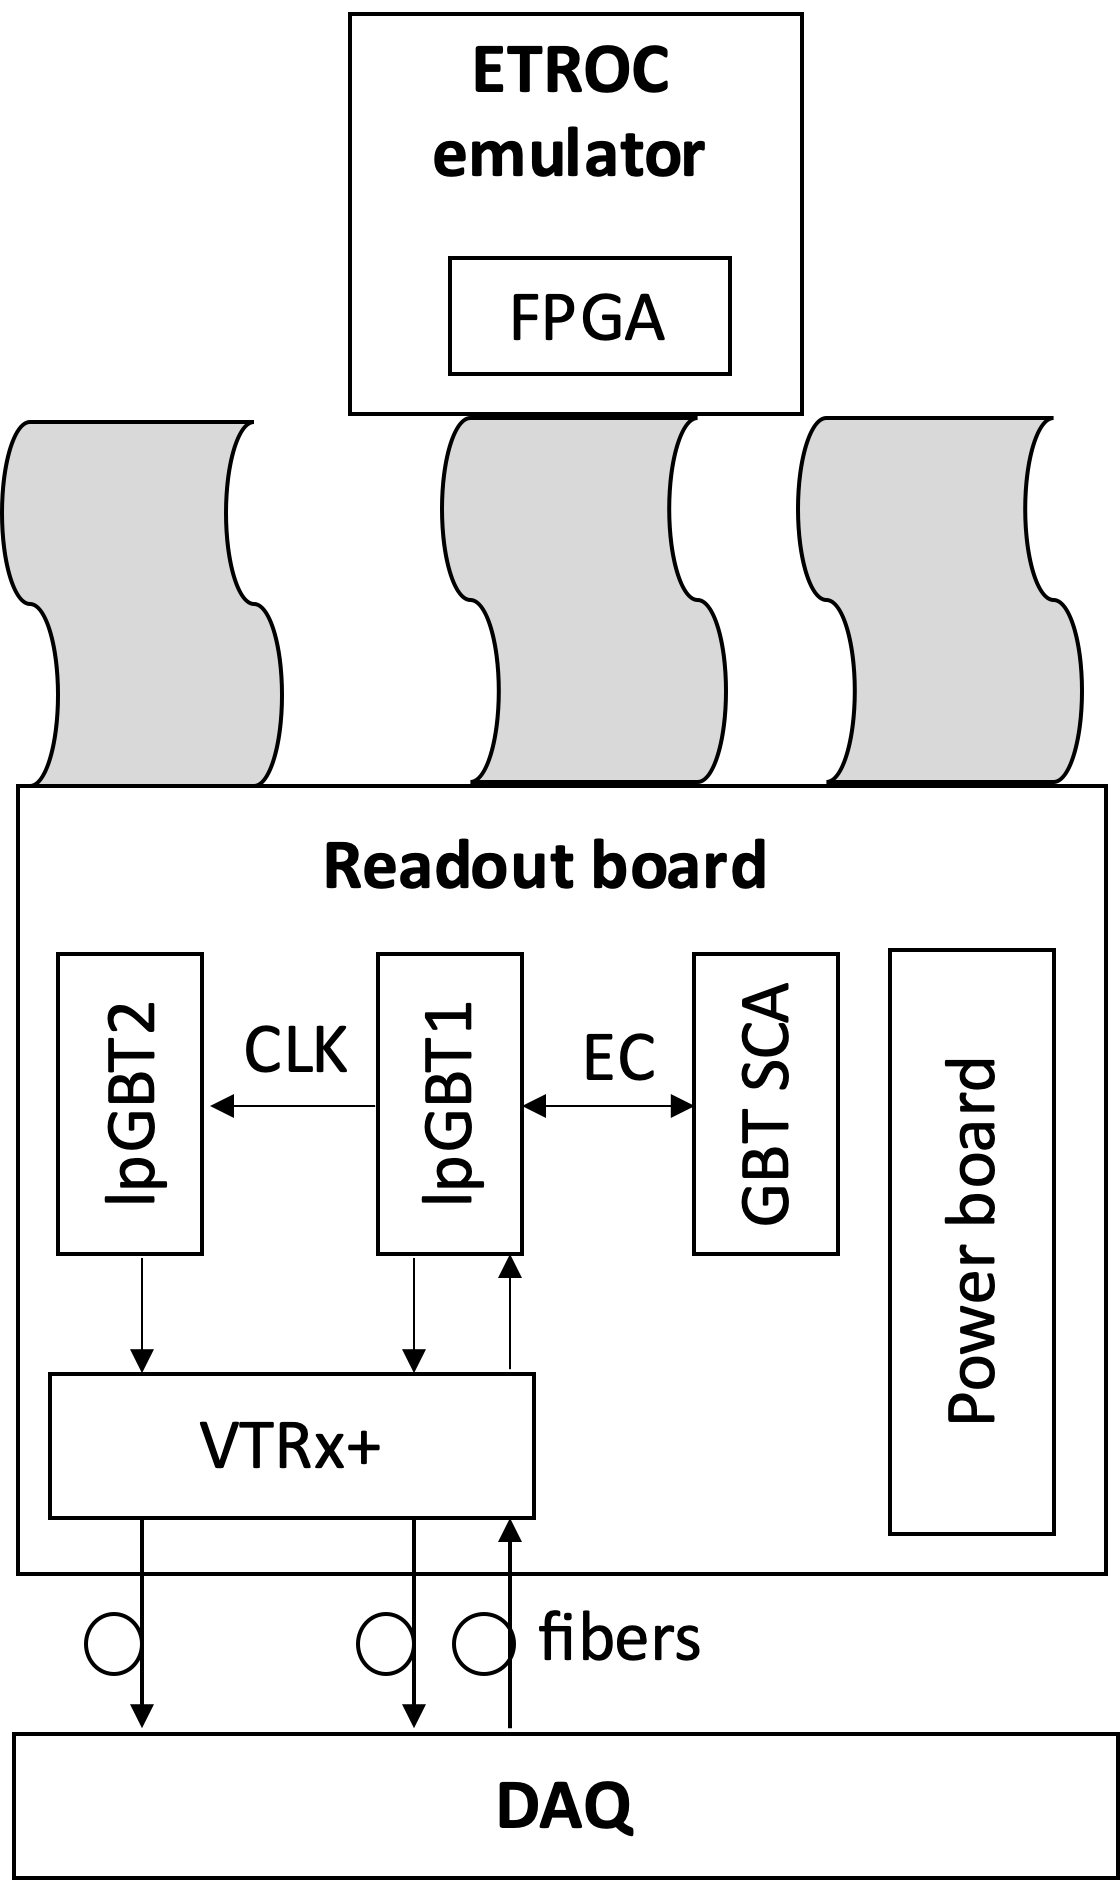 ETROC
emulator
FPGA
Readout board
lpGBT2
CLK
lpGBT1
EC
GBT SCA
Power board
VTRx+
fibers
DAQ